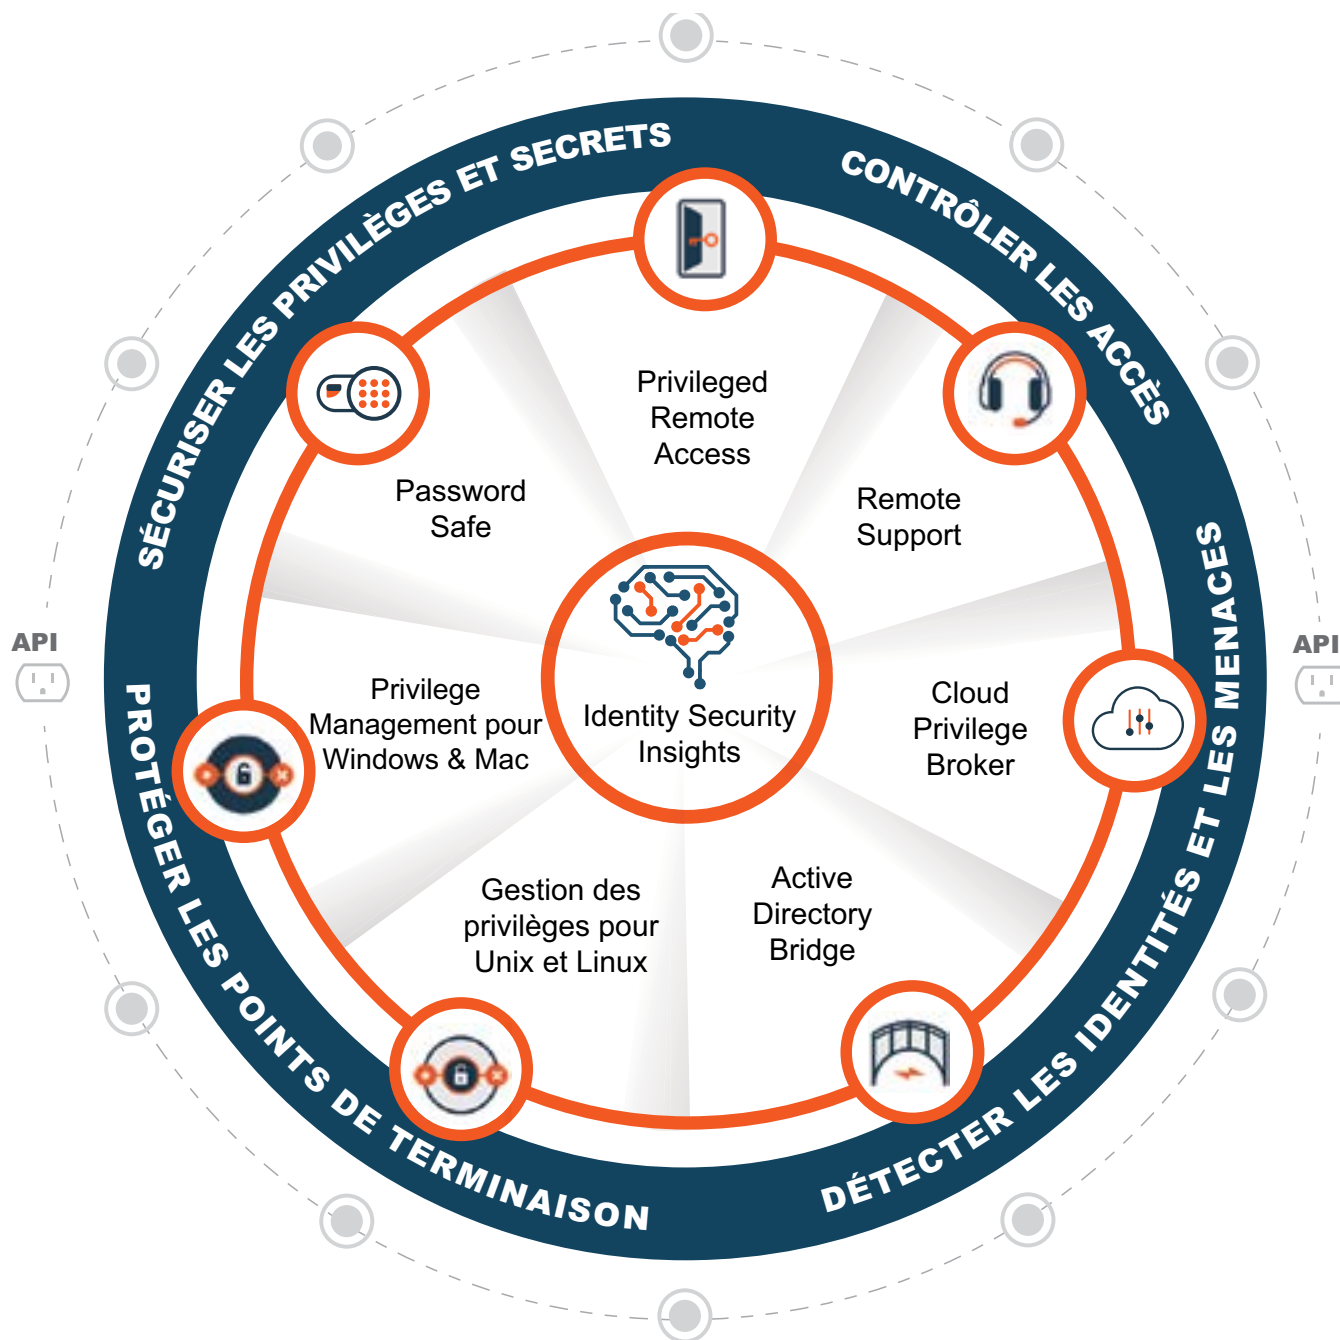 SÉCURISER LES PRIVILÈGES ET SECRETS
CONTRÔLER LES ACCÈS
Privileged
Remote
Access
Password
Safe
Remote
Support
API
API
Identity Security
Insights
Privilege
Management pour
Windows & Mac
Cloud
Privilege
Broker
Gestion des
privilèges pour
Unix et Linux
Active
Directory
Bridge
PROTÉGER LES POINTS DE TERMINAISON
DÉTECTER LES IDENTITÉS ET LES MENACES